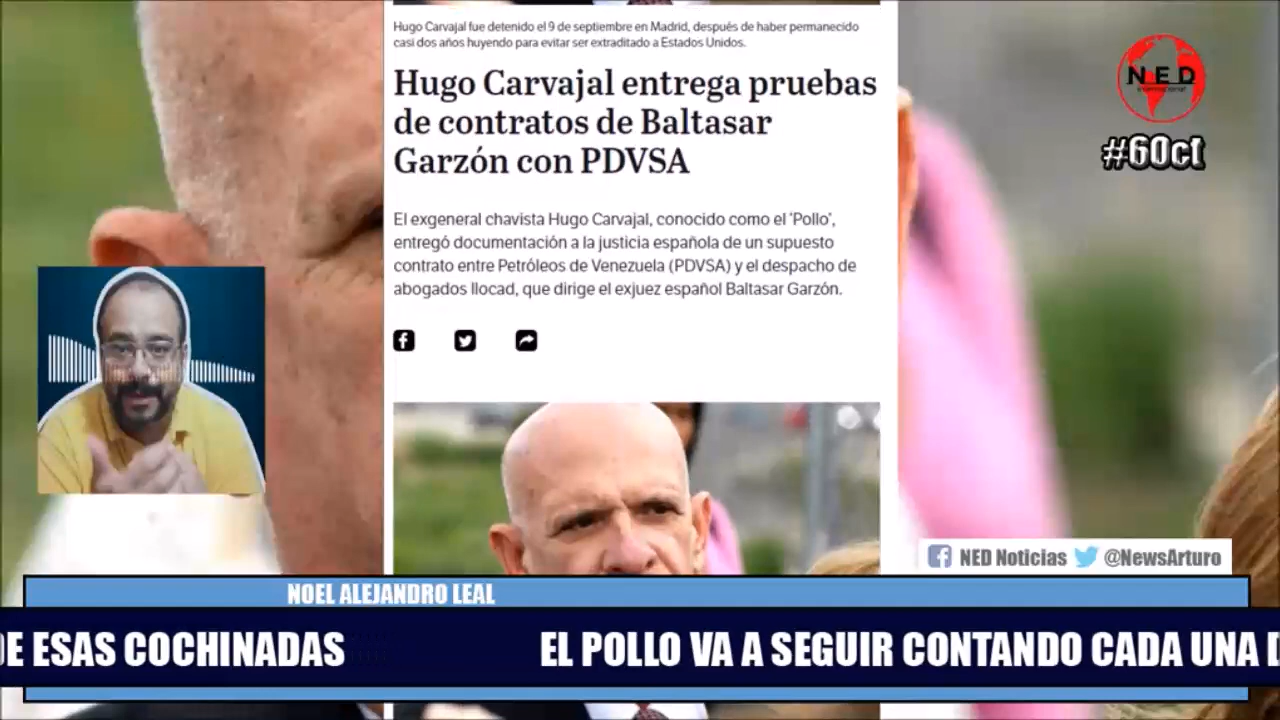 Hugo Carvajal fue detenido el 9 de septiembre en Madrid, después de haber permanecido
casi dos años huyendo para evitar ser extraditado a Estados Unidos.
Hugo Carvajal entrega pruebas
de contratos de Baltasar
Garzón con PDVSA
El exgeneral chavista Hugo Carvajal, conocido como el 'Pollo',
entregó documentación a la justicia española de un supuesto
contrato entre Petróleos de Venezuela (PDVSA) y el despacho de
abogados Ilocad, que dirige el exjuez español Baltasar Garzón.
NED
International
#6Oct
NED Noticias @NewsArturo
NOEL ALEJANDRO LEAL
DE ESAS COCHINADAS EL POLLO VA A SEGUIR CONTANDO CADA UNA D